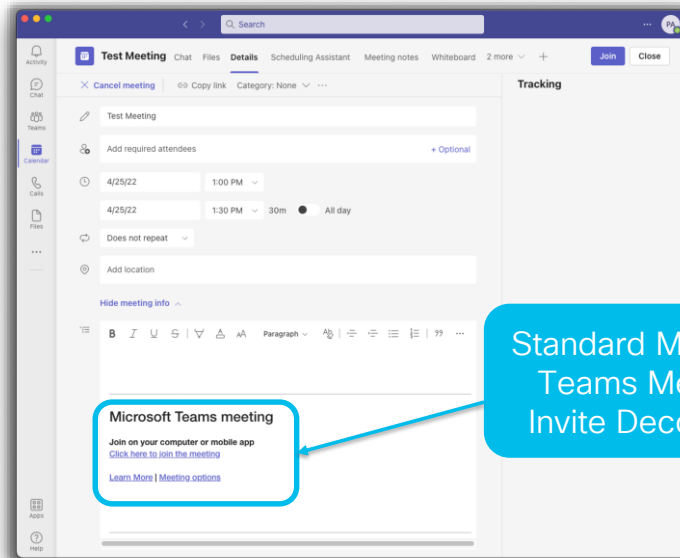 Search
PA
Activity
Chat
Teams
Calendar
Calls
Files
Apps
Help
Test Meeting Chat Files Details Scheduling Assistant Meeting notes Whiteboard 2 more +
Join Close
Cancel meeting Copy link Category: None ...
Tracking
Test Meeting
Add required attendees + Optional
4/25/22 1:00 PM
4/25/22 1:30 PM 30m All day
Does not repeat
Add location
Hide meeting info
B I U S A AA Paragraph
Microsoft Teams meeting
Join on your computer or mobile app
Click here to join the meeting
Learn More | Meeting options
Standard M
Teams Me
Invite Deco